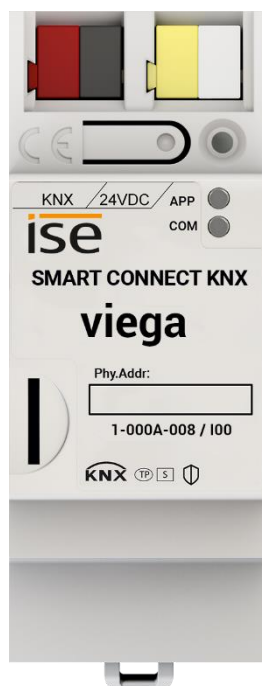 CE
KNX 24VDC APP
COM
ise
SMART CONNECT KNX
viega
Phy.Addr:
1-000A-008 / I00
KNX TP S